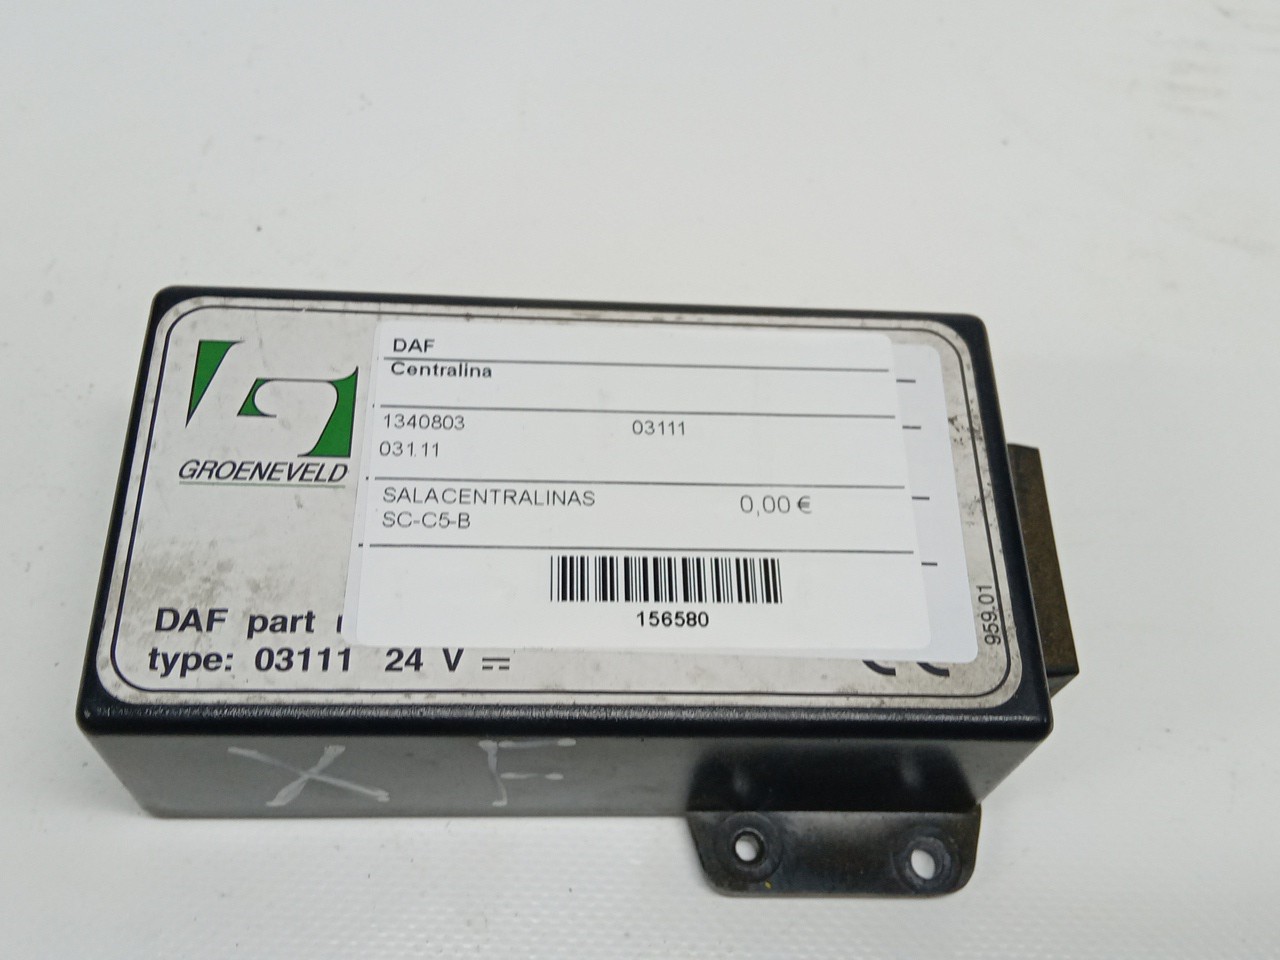 DAF
Centralina
1340803 03111
031.11
SALACENTRALINAS 0,00 €
SC-C5-B
156580
GROENEVELD
DAF part
type: 03111 24 V
959.01
X F